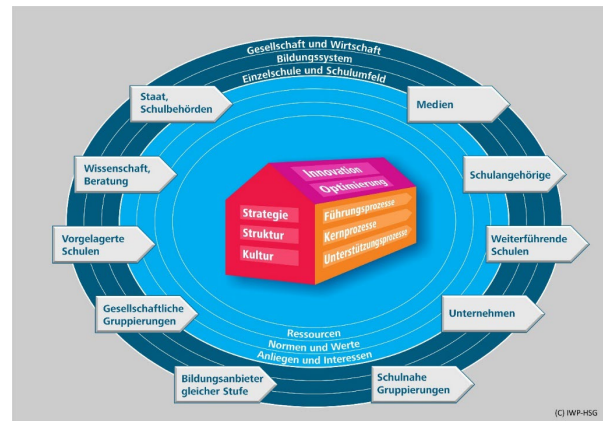 Gesellschaft und Wirtschaft
Bildungssystem
Einzelschule und Schulumfeld
Staat,
Schulbehörden
Medien
Wissenschaft,
Beratung
Schulangehörige
Vorgelagerte
Schulen
Weiterführende
Schulen
Gesellschaftliche
Gruppierungen
Unternehmen
Bildungsanbieter
gleicher Stufe
Schulnahe
Gruppierungen
Innovation
Optimierung
Strategie
Struktur
Kultur
Führungsprozesse
Kernprozesse
Unterstützungsprozesse
Ressourcen
Normen und Werte
Anliegen und Interessen
(C) IWP-HSG